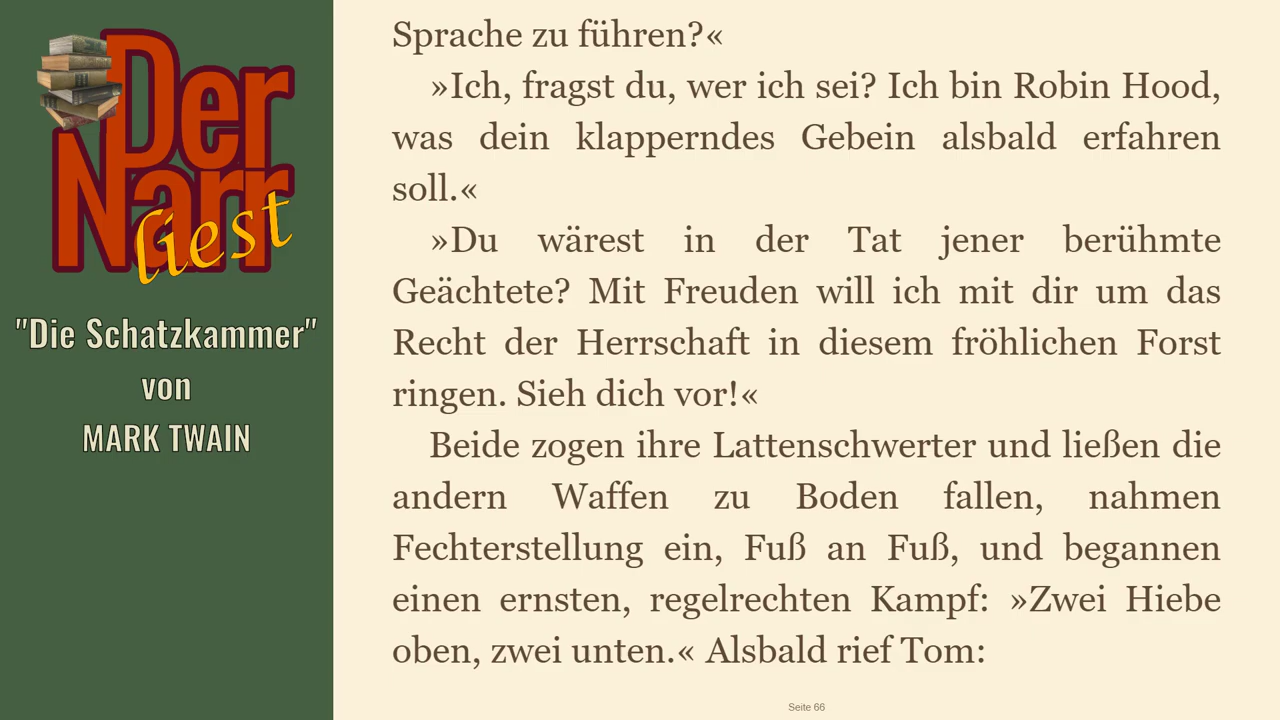 Der
Narr
liest
"Die Schatzkammer"
von
MARK TWAIN
Sprache zu führen?«
»Ich, fragst du, wer ich sei? Ich bin Robin Hood,
was dein klapperndes Gebein alsbald erfahren
soll.«
»Du wärest in der Tat jener berühmte
Geächtete? Mit Freuden will ich mit dir um das
Recht der Herrschaft in diesem fröhlichen Forst
ringen. Sieh dich vor!«
Beide zogen ihre Lattenschwerter und ließen die
andern Waffen zu Boden fallen, nahmen
Fechterstellung ein, Fuß an Fuß, und begannen
einen ernsten, regelrechten Kampf: »Zwei Hiebe
oben, zwei unten.« Alsbald rief Tom:
Seite 66